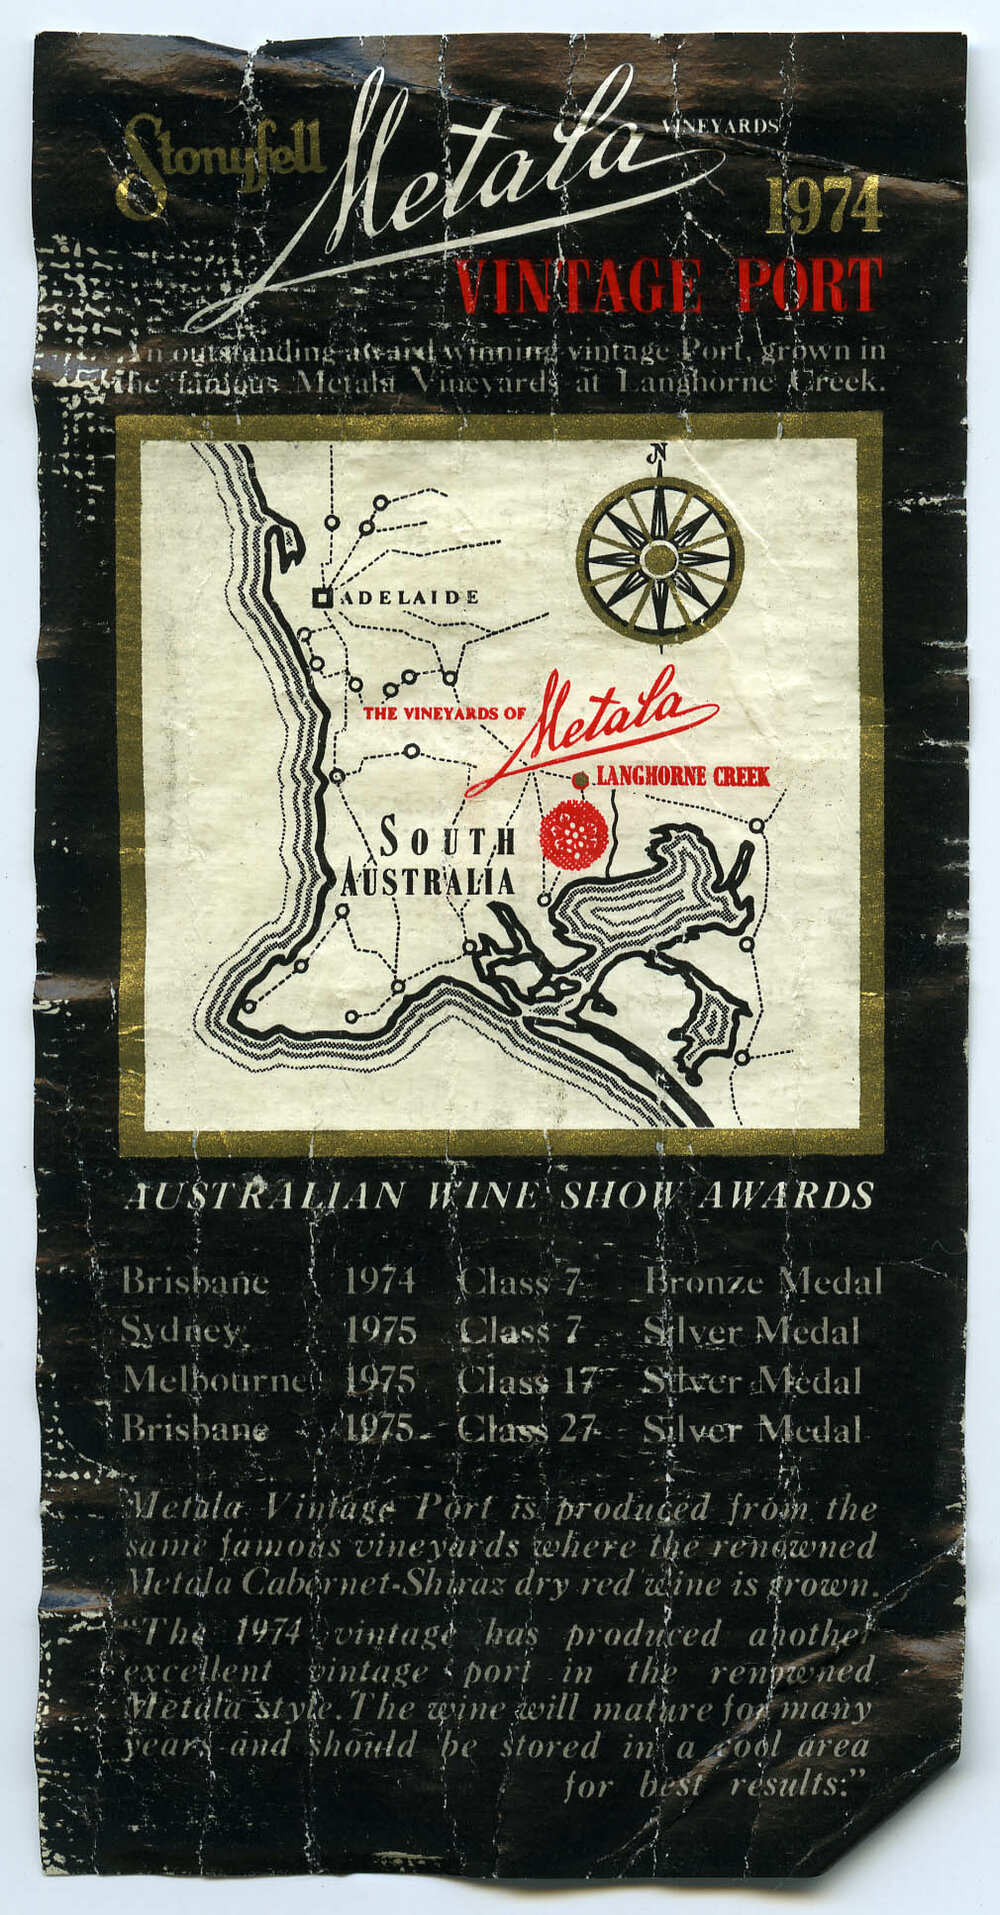 Stonyfell Metala VINEYARDS
1974
VINTAGE PORT
An outstanding award winning vintage Port, grown in
the famous Metala Vineyards at Langhorne Creek.
N
ADELAIDE
THE VINEYARDS OF Metala
LANGHORNE CREEK
SOUTH
AUSTRALIA
AUSTRALIAN WINE SHOW AWARDS
Brisbane 1974 Class 7 Bronze Medal
Sydney 1975 Class 7 Silver Medal
Melbourne 1975 Class 17 Silver Medal
Brisbane 1975 Class 27 Silver Medal
Metala Vintage Port is produced from the
same famous vineyards where the renowned
Metala Cabernet-Shiraz dry red wine is grown.
"The 1974 vintage has produced another
excellent vintage port in the renowned
Metala style. The wine will mature for many
years and should be stored in a cool area
for best results:"